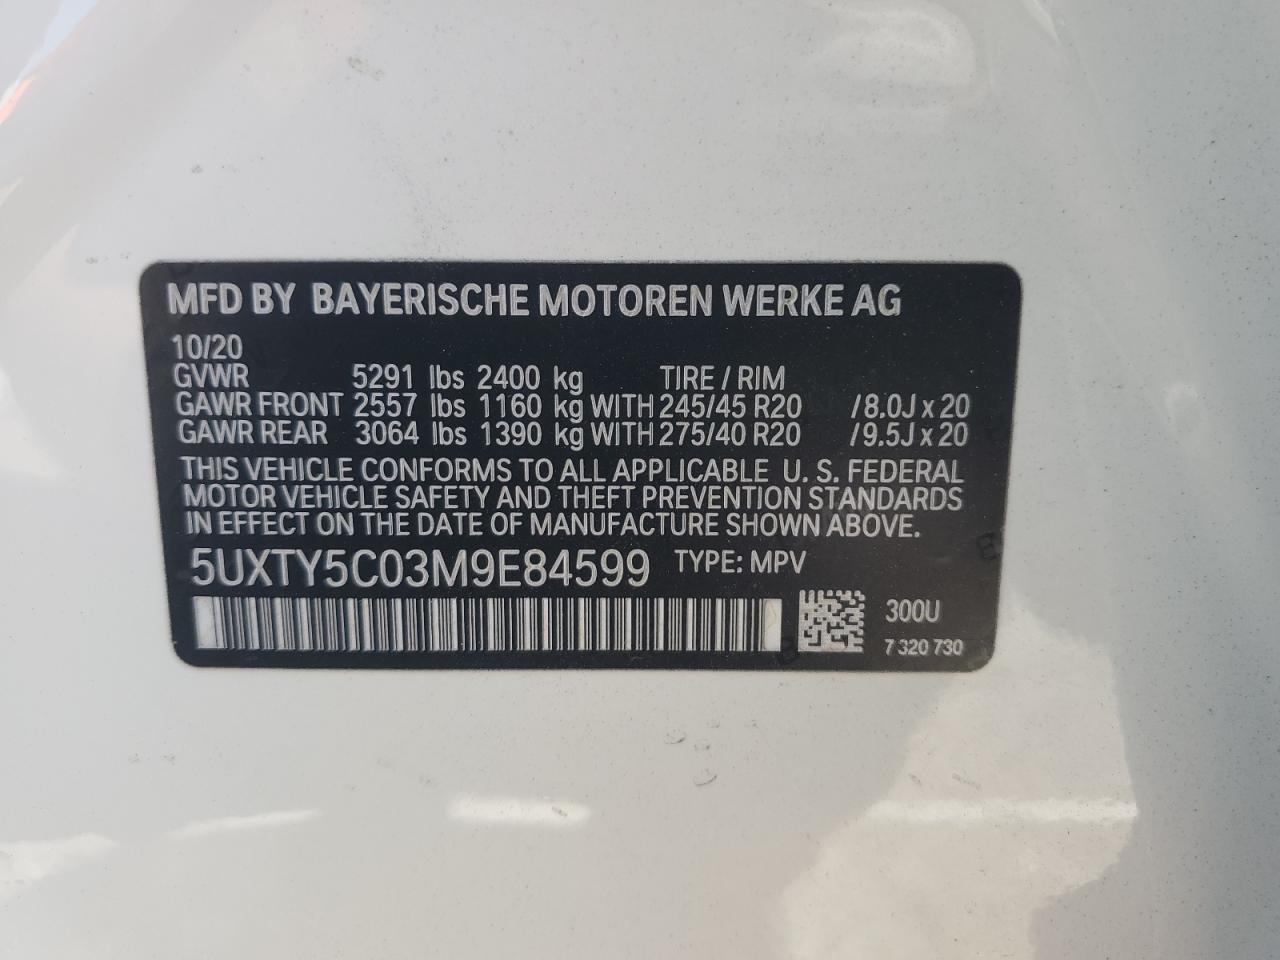 MFD BY BAYERISCHE MOTOREN WERKE AG
10/20
GVWR 5291 lbs 2400 kg TIRE / RIM
GAWR FRONT 2557 lbs 1160 kg WITH 245/45 R20 /8.0J x 20
GAWR REAR 3064 lbs 1390 kg WITH 275/40 R20 /9.5J x 20
THIS VEHICLE CONFORMS TO ALL APPLICABLE U. S. FEDERAL
MOTOR VEHICLE SAFETY AND THEFT PREVENTION STANDARDS
IN EFFECT ON THE DATE OF MANUFACTURE SHOWN ABOVE.
5UXTY5C03M9E84599 TYPE: MPV
300U
7 320 730